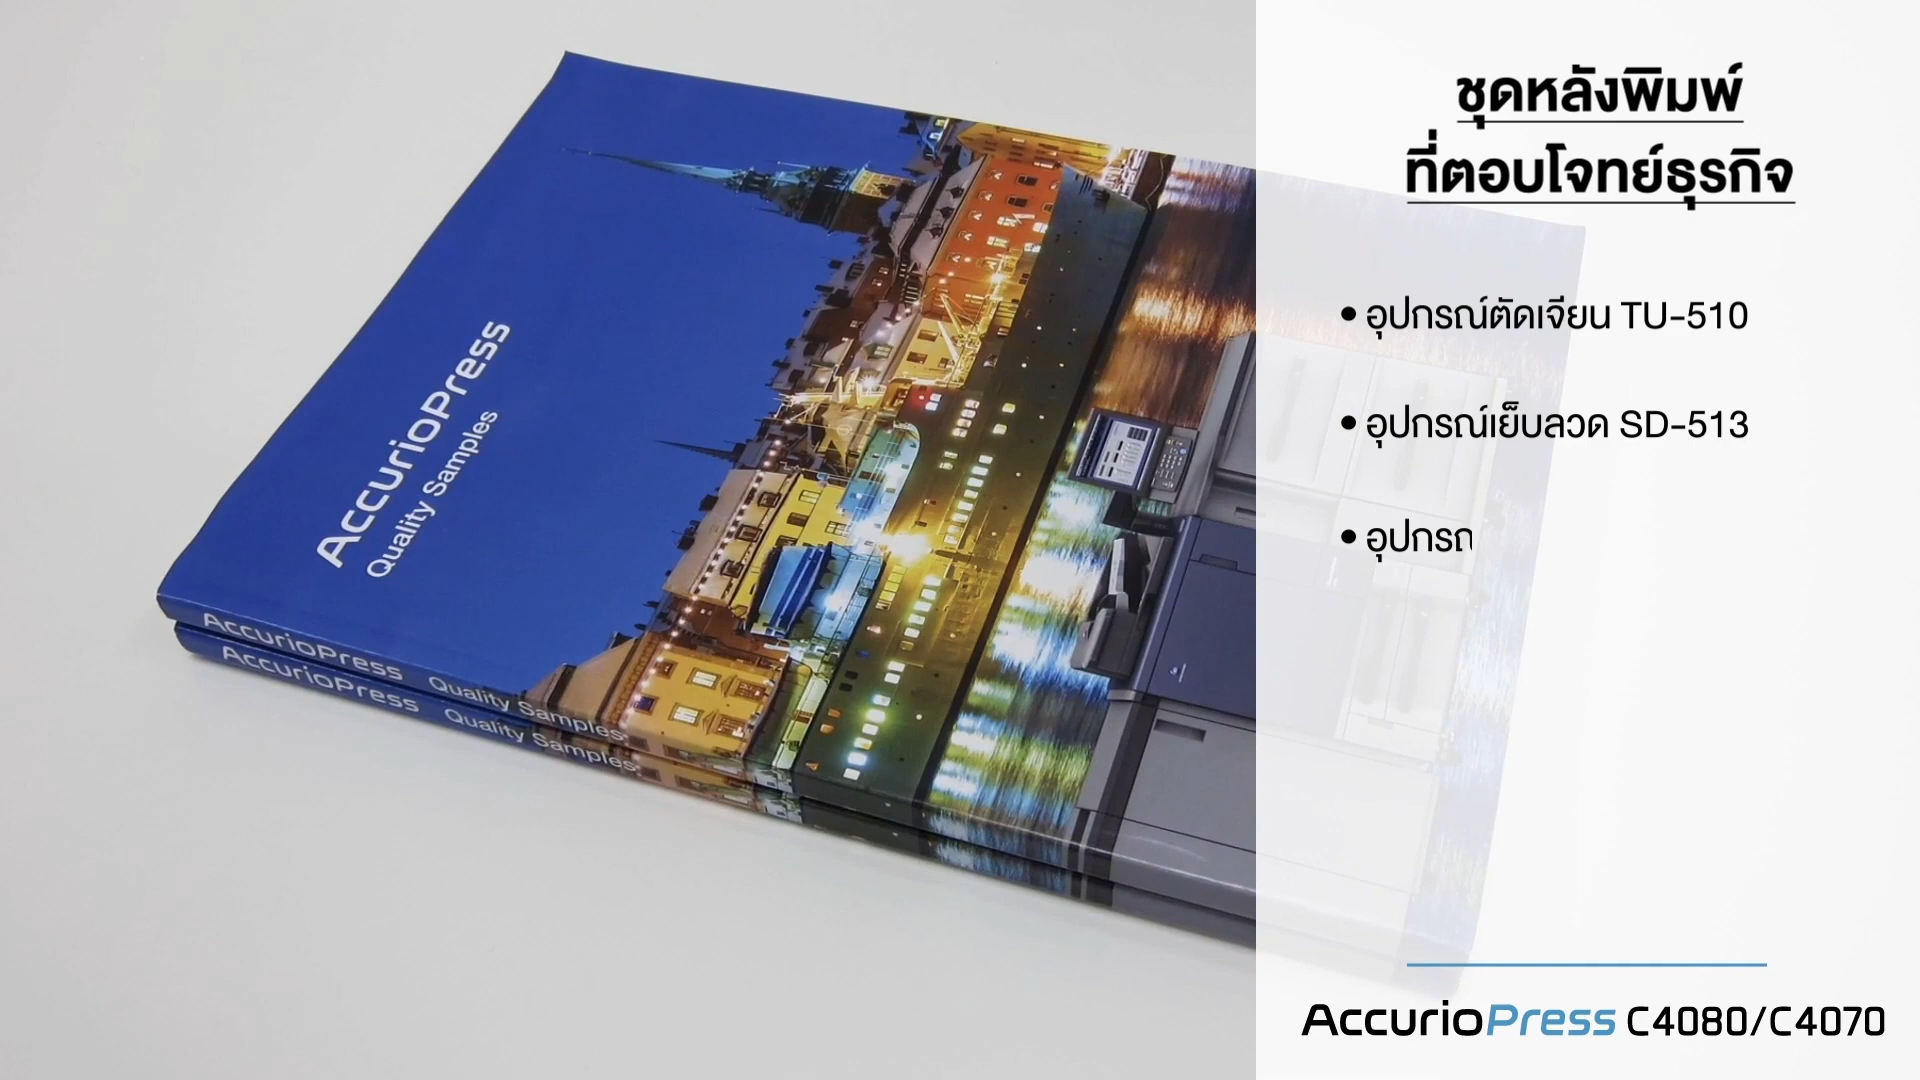 ชุดหลังพิมพ์
ที่ตอบโจทย์ธุรกิจ
• อุปกรณ์ตัดเจียน TU-510
• อุปกรณ์เย็บลวด SD-513
• อุปกรณ
AccurioPress
Quality Samples
AccurioPress Quality Samples
AccurioPress Quality Samples
AccurioPress C4080/C4070